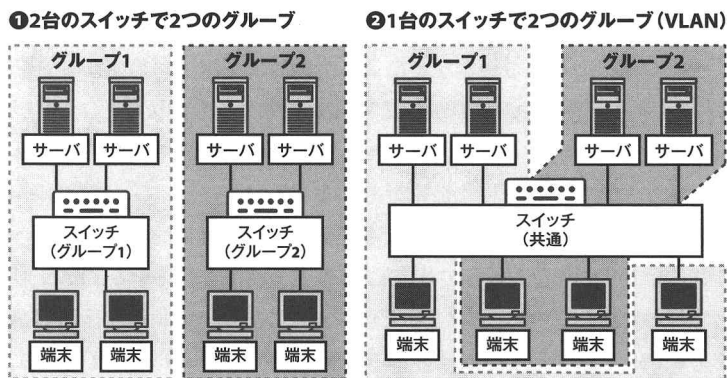 ❶2台のスイッチで2つのグループ
グループ1
サーバ
サーバ
スイッチ
(グループ1)
端末
端末
グループ2
サーバ
サーバ
スイッチ
(グループ2)
端末
端末
❷1台のスイッチで2つのグループ(VLAN)
グループ1
グループ2
サーバ
サーバ
サーバ
サーバ
スイッチ
(共通)
端末
端末
端末
端末